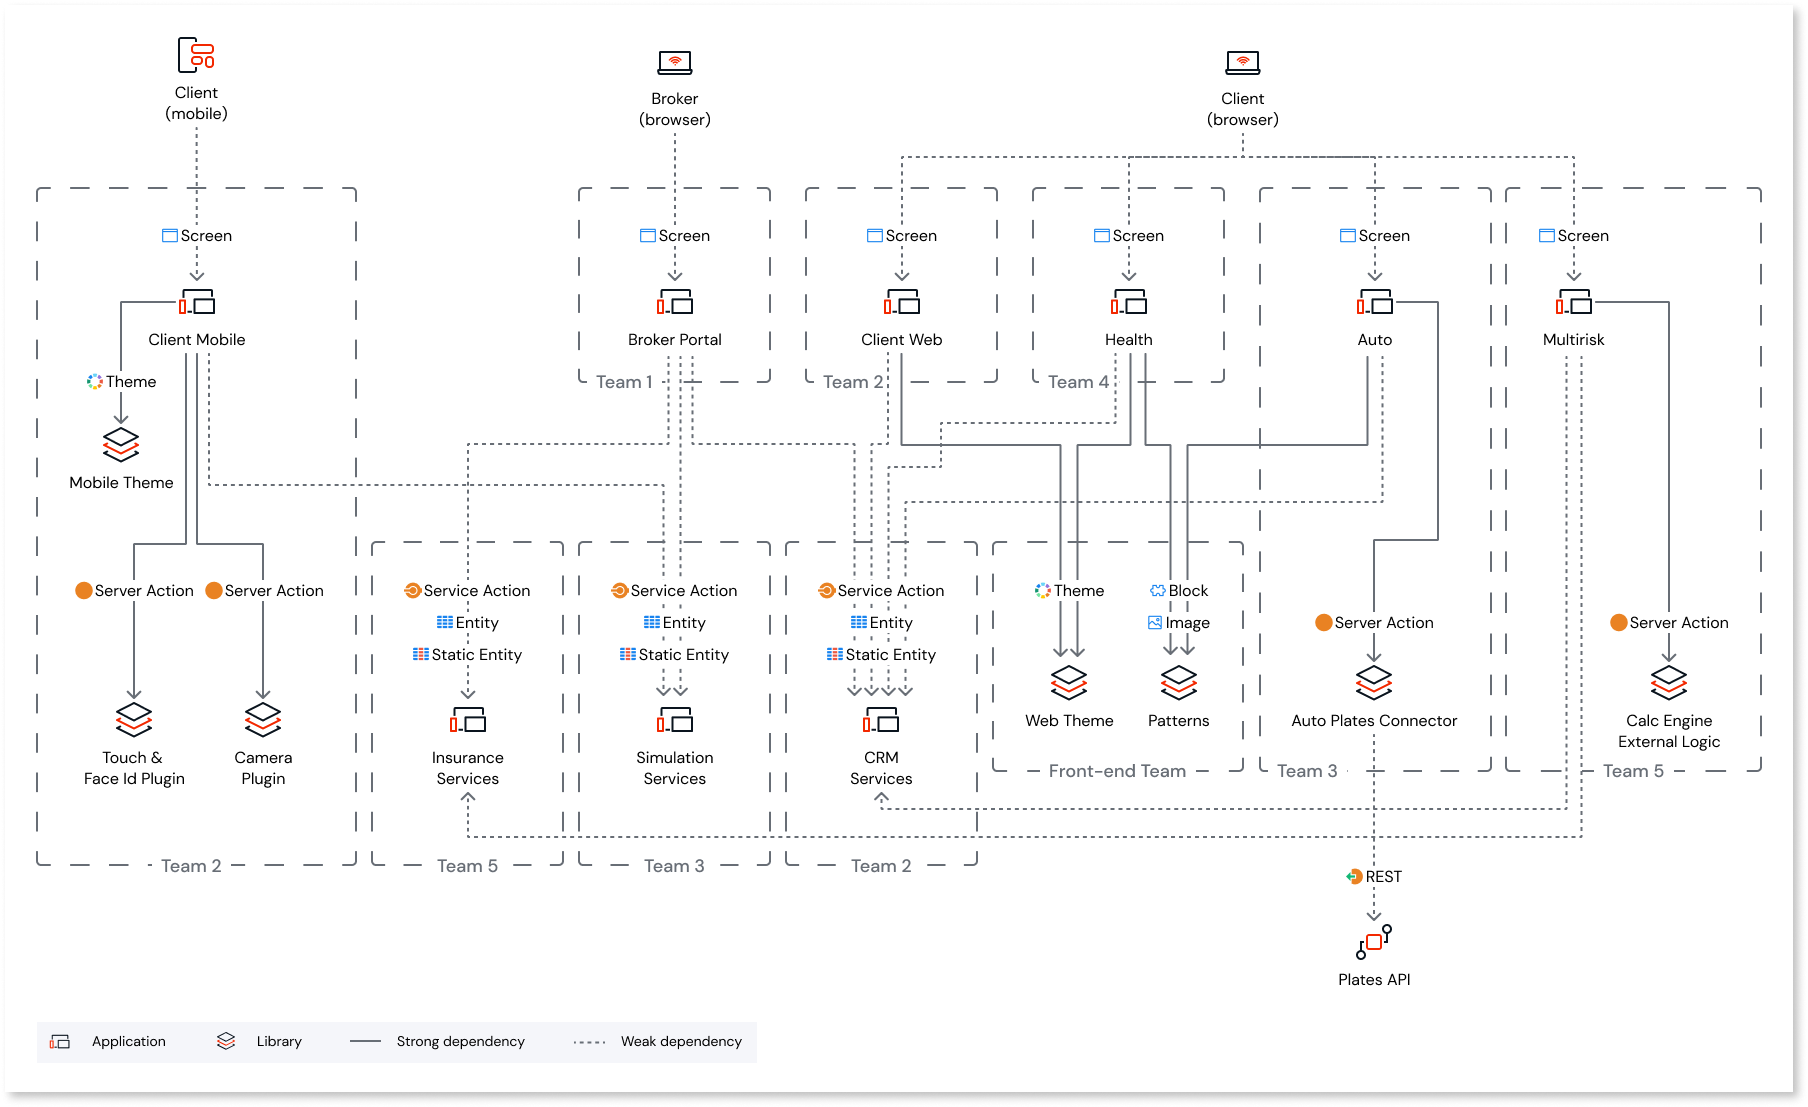 Client
(mobile)
Broker
(browser)
Client
(browser)
Screen
Screen
Screen
Screen
Screen
Screen
Client Mobile
Broker Portal
Client Web
Health
Auto
Multirisk
Theme
Team 1
Team 2
Team 4
Mobile Theme
Server Action
Server Action
Service Action
Entity
Static Entity
Service Action
Entity
Static Entity
Service Action
Entity
Static Entity
Theme
Block
Image
Server Action
Server Action
Web Theme
Patterns
Auto Plates Connector
Calc Engine
External Logic
Touch &
Face Id Plugin
Camera
Plugin
Insurance
Services
Simulation
Services
CRM
Services
Front-end Team
Team 3
Team 5
Team 2
Team 5
Team 3
Team 2
REST
Plates API
Application
Library
Strong dependency
Weak dependency